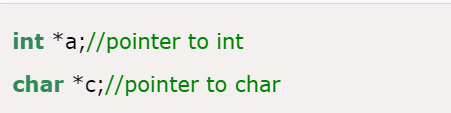 int *a;//pointer to int
char *c;//pointer to char